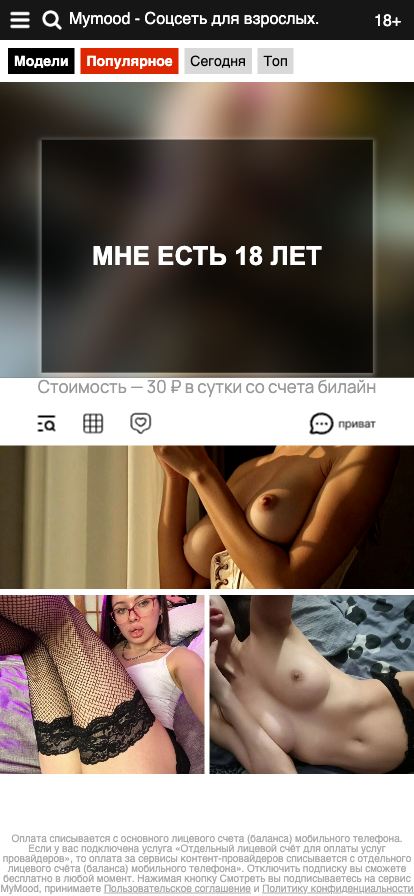 Mymood - Соцсеть для взрослых.
18+
Модели Популярное Сегодня Топ
МНЕ ЕСТЬ 18 ЛЕТ
Стоимость — 30 ₽ в сутки со счета билайн
приват
Оплата списывается с основного лицевого счета (баланса) мобильного телефона.
Если у вас подключена услуга «Отдельный лицевой счёт для оплаты услуг
провайдеров», то оплата за сервисы контент-провайдеров списывается с отдельного
лицевого счёта (баланса) мобильного телефона». Отключить подписку вы сможете
бесплатно в любой момент. Нажимая кнопку Смотреть вы подписываетесь на сервис
MyMood, принимаете Пользовательское соглашение и Политику конфиденциальности